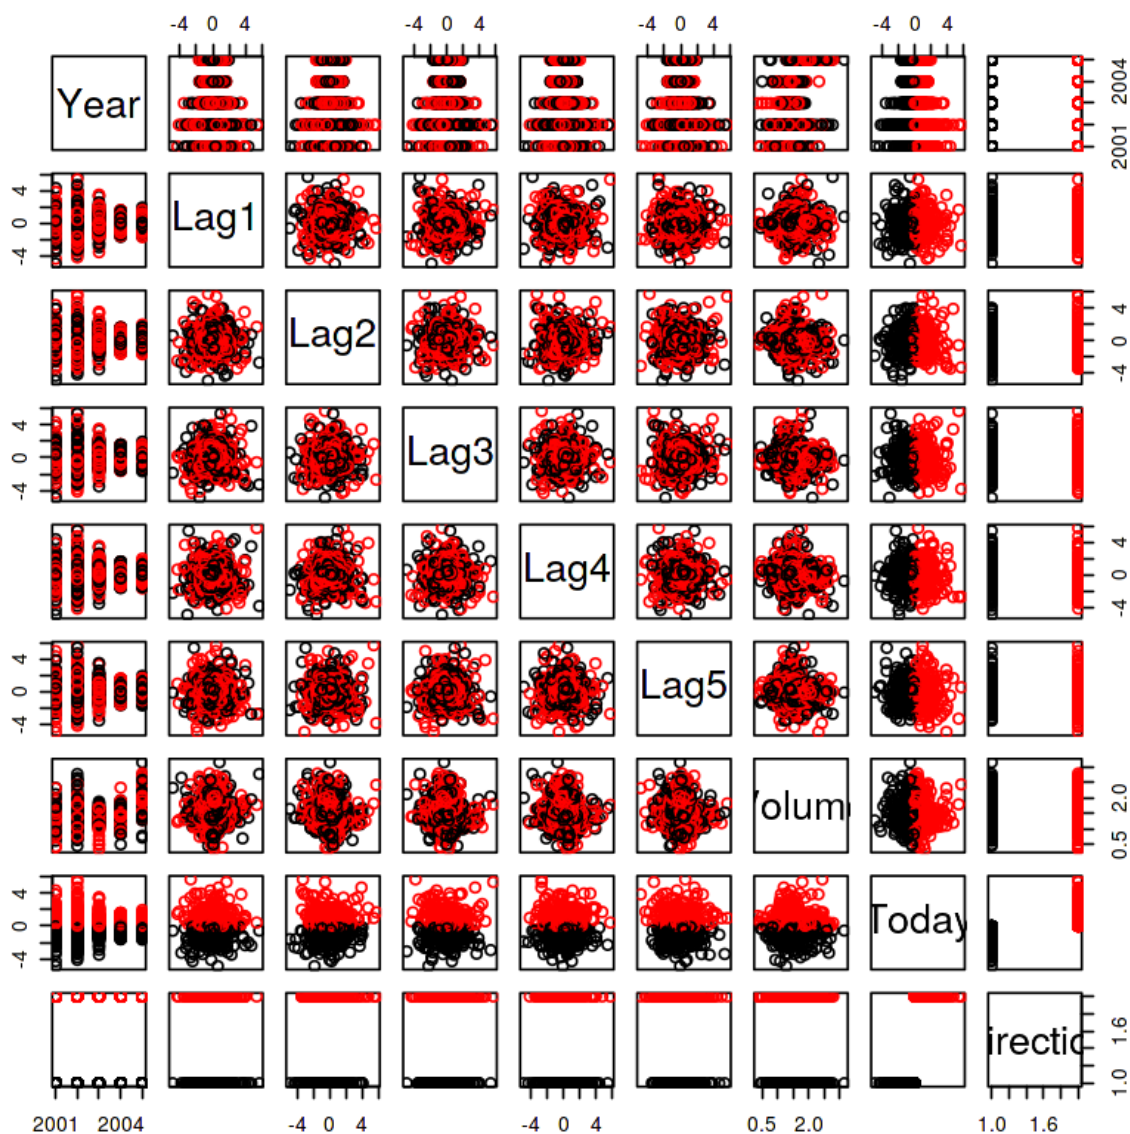 -4 0 4 -4 0 4 -4 0 4 -4 0 4
Year
2001 2004
-4 0 4
Lag1
Lag2
-4 0 4
-4 0 4
Lag3
Lag4
-4 0 4
-4 0 4
Lag5
Volum
0.5 2.0
-4 0 4
Today
irectio
1.0 1.6
2001 2004 -4 0 4 -4 0 4 0.5 2.0 1.0 1.6